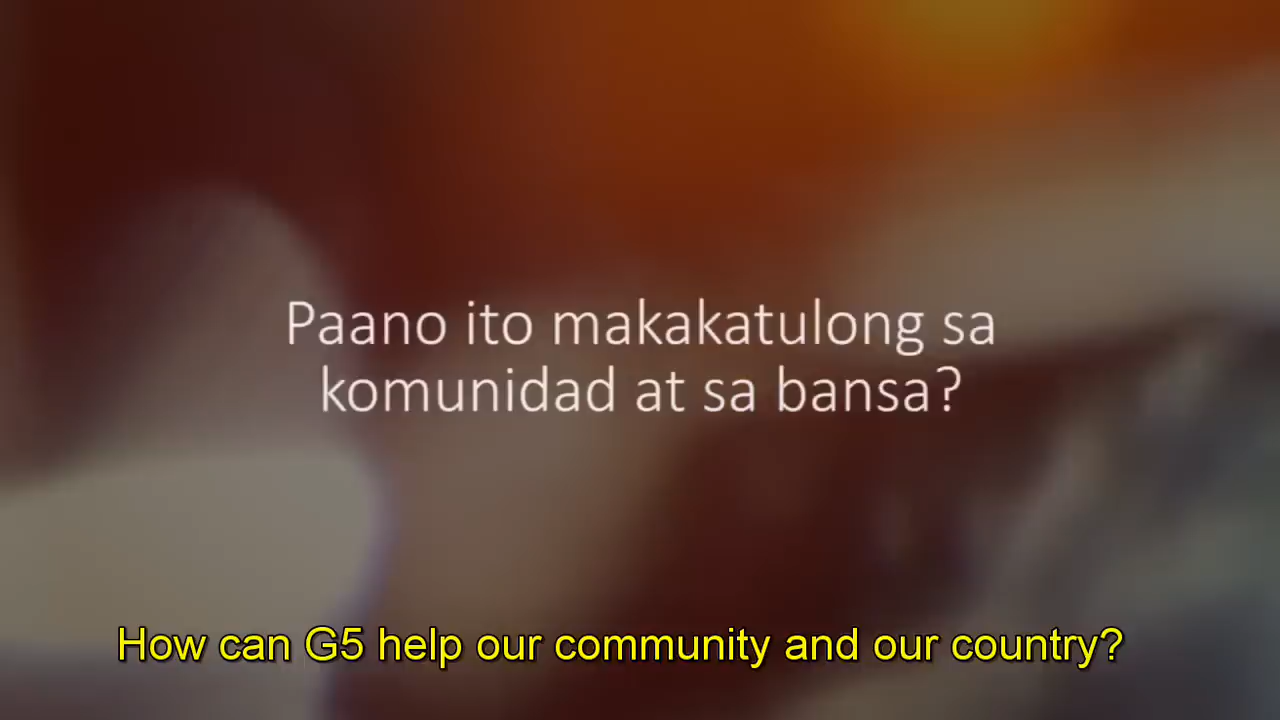 Paano ito makakatulong sa
komunidad at sa bansa?
How can G5 help our community and our country?